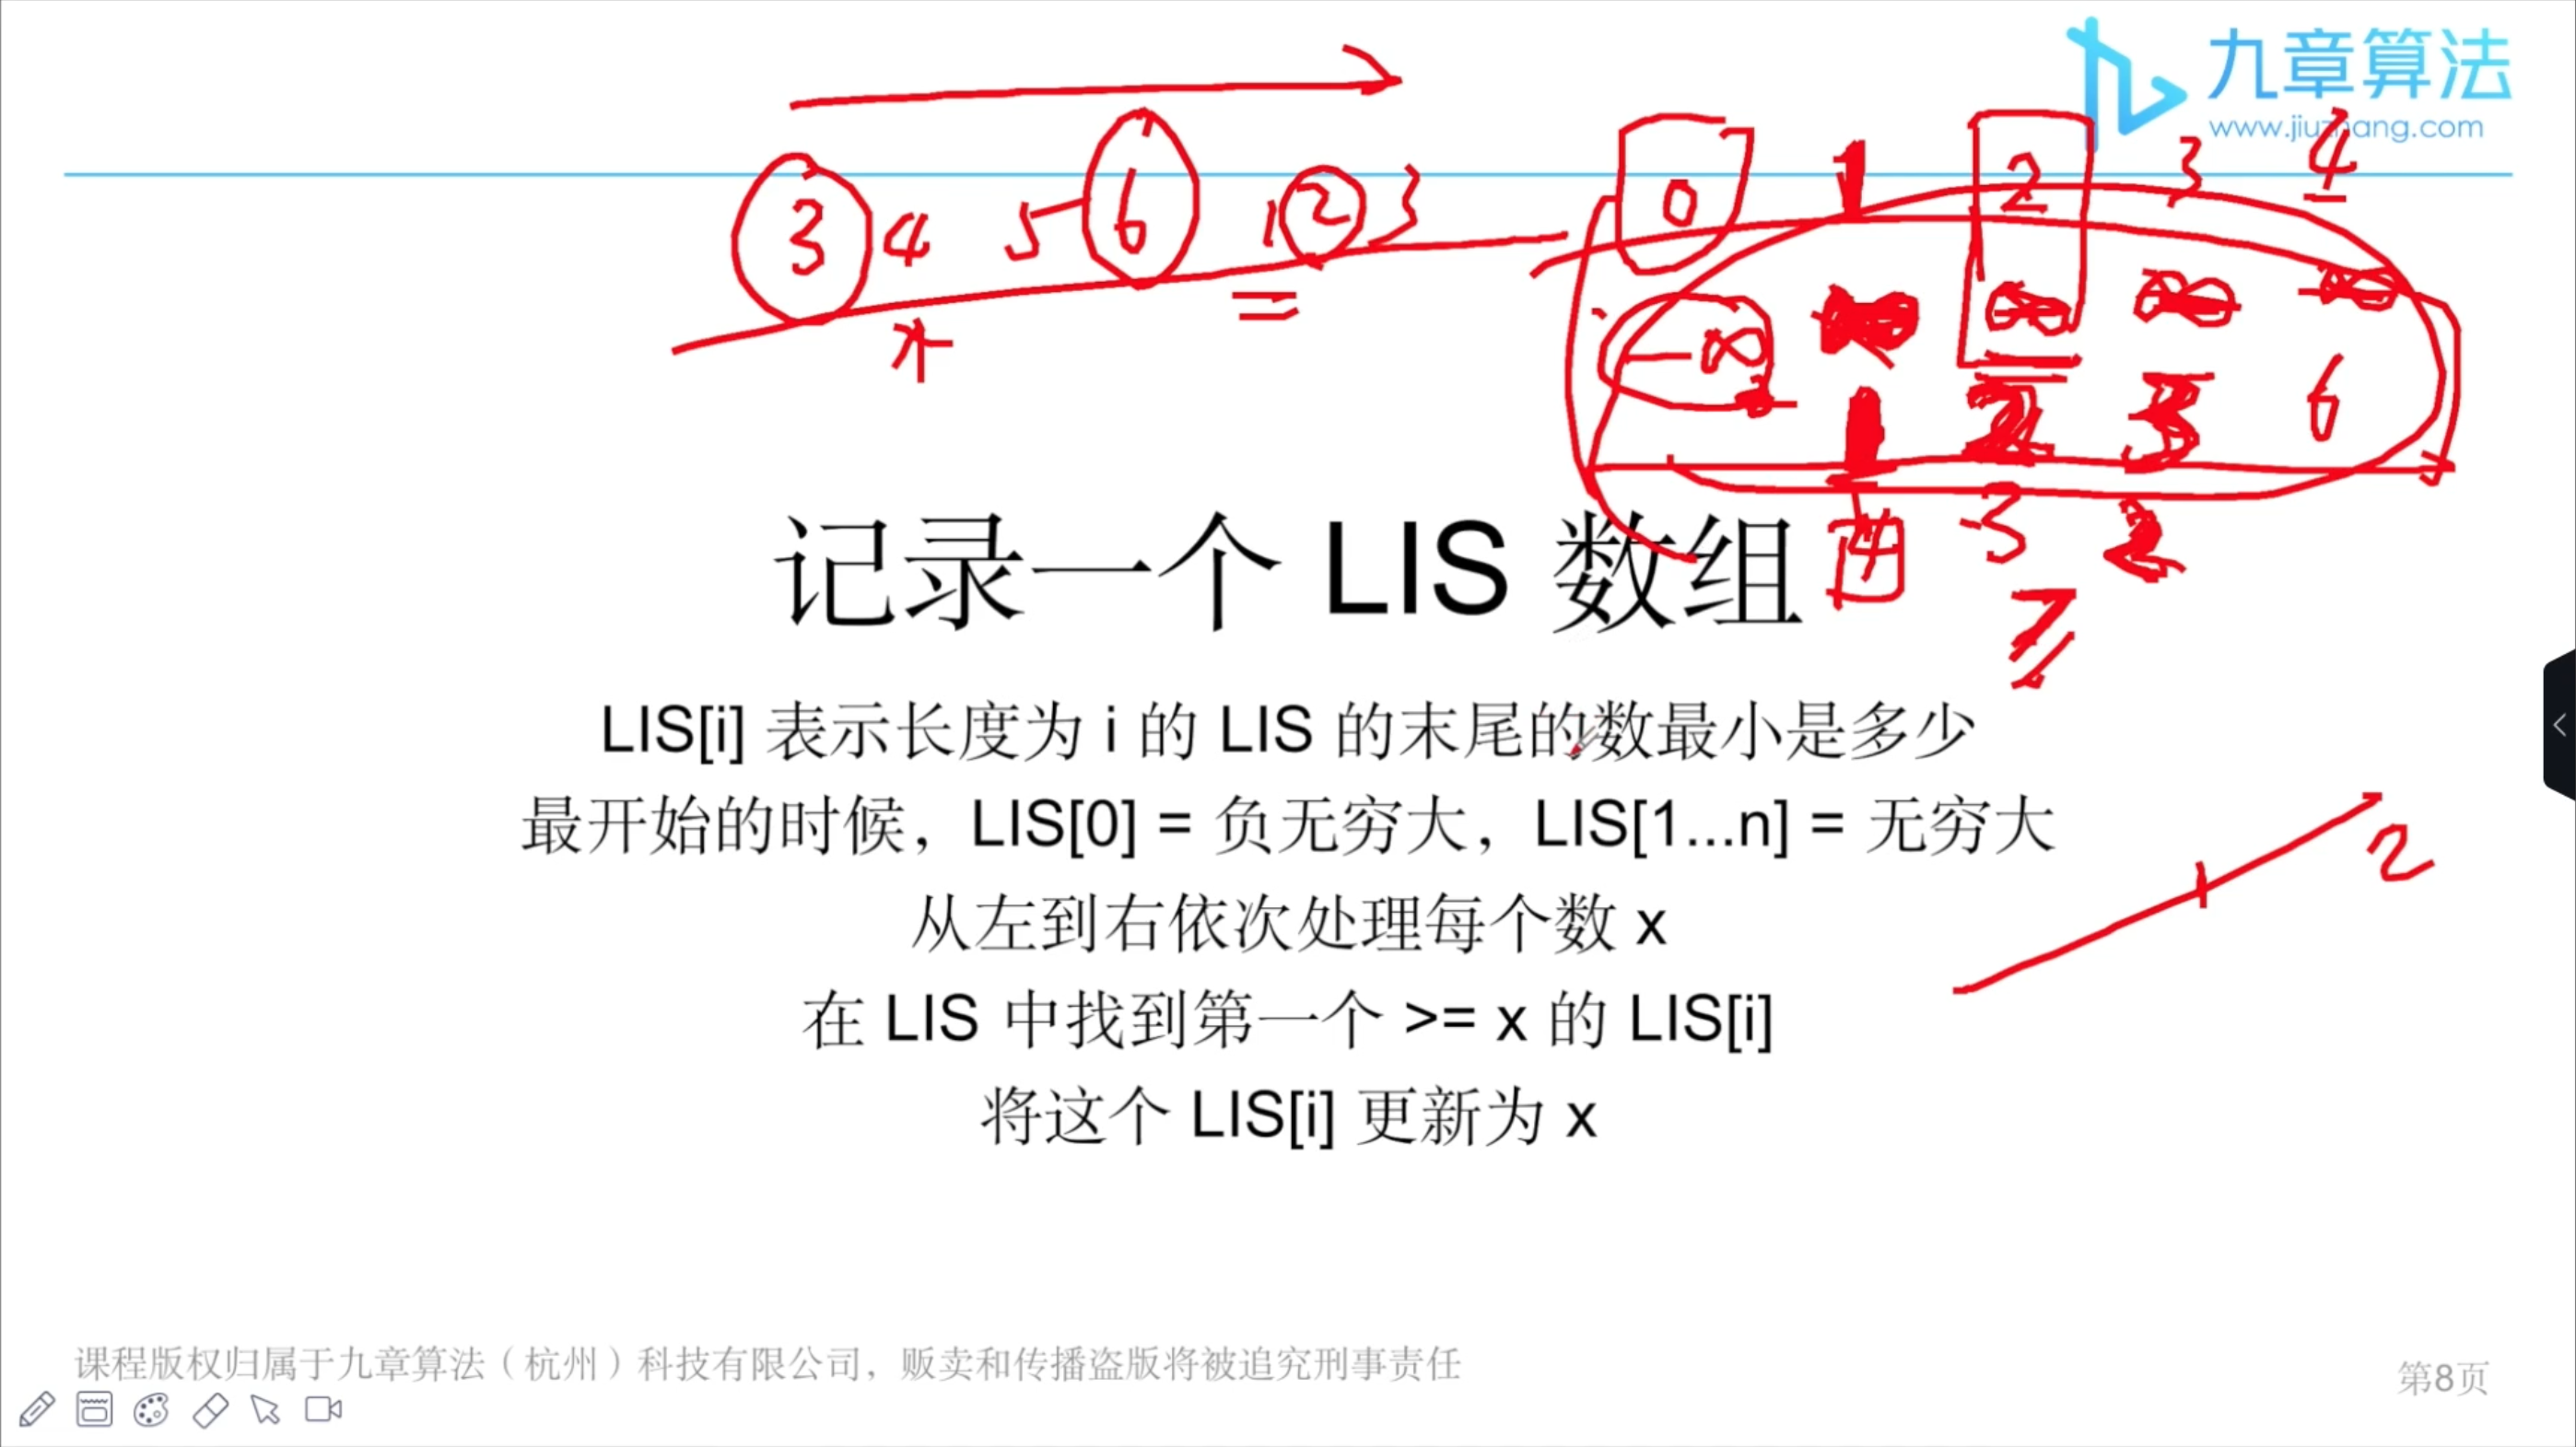 九章算法
www.jiuzhang.com
0 1 2 3 4
3 4 5 6 1 2 3
-∞ ∞ ∞ ∞ ∞
6
记录一个 LIS 数组
LIS[i] 表示长度为 i 的 LIS 的末尾的数最小是多少
最开始的时候，LIS[0] = 负无穷大，LIS[1...n] = 无穷大
2
从左到右依次处理每个数 x
在 LIS 中找到第一个 >= x 的 LIS[i]
将这个 LIS[i] 更新为 x
课程版权归属于九章算法（杭州）科技有限公司，贩卖和传播盗版将被追究刑事责任
第8页